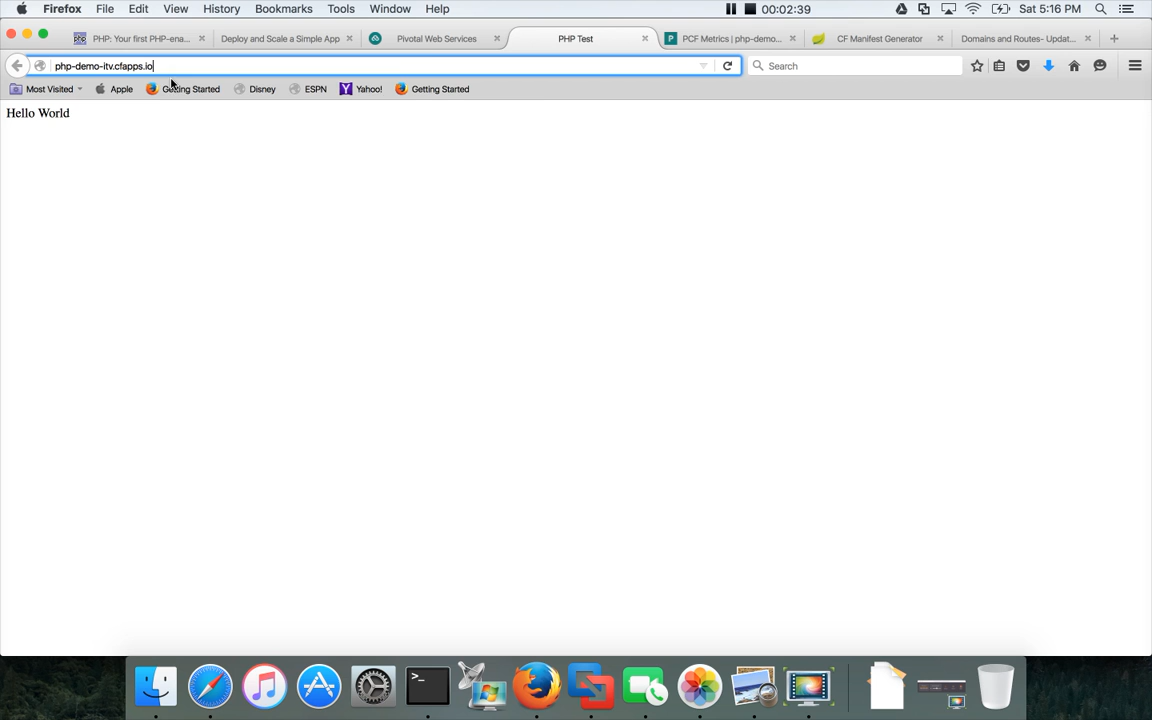 Firefox File Edit View History Bookmarks Tools Window Help 00:02:39 Sat 5:16 PM
php PHP: Your first PHP-ena... Deploy and Scale a Simple App Pivotal Web Services PHP Test P PCF Metrics | php-demo... CF Manifest Generator Domains and Routes- Updat...
php-demo-itv.cfapps.io Search
Most Visited Apple Getting Started Disney ESPN Y Yahoo! Getting Started
Hello World
>_